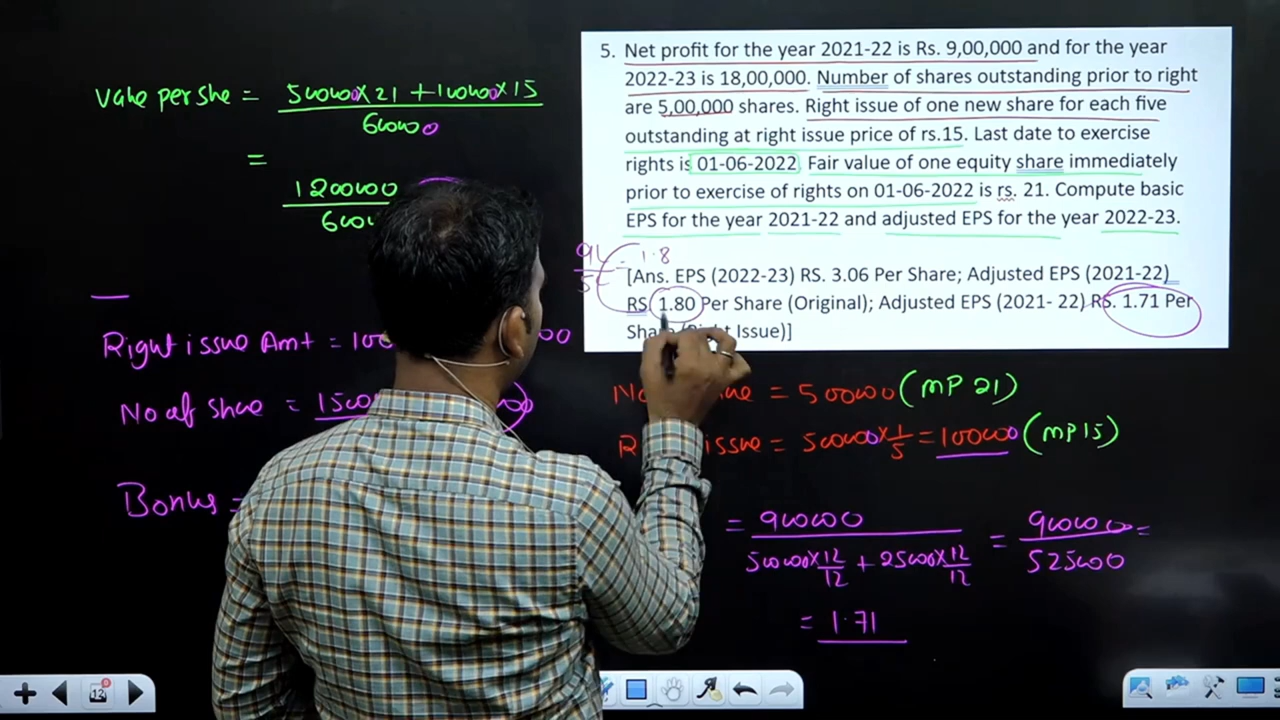 Value per she = 500000 x 21 + 100000 x 15
600000
=
1200000
5. Net profit for the year 2021-22 is Rs. 9,00,000 and for the year
2022-23 is 18,00,000. Number of shares outstanding prior to right
are 5,00,000 shares. Right issue of one new share for each five
outstanding at right issue price of rs.15. Last date to exercise
rights is 01-06-2022. Fair value of one equity share immediately
prior to exercise of rights on 01-06-2022 is rs. 21. Compute basic
EPS for the year 2021-22 and adjusted EPS for the year 2022-23.
9L
= 1.8
[Ans. EPS (2022-23) RS. 3.06 Per Share; Adjusted EPS (2021-22)
RS. 1.80 Per Share (Original); Adjusted EPS (2021- 22) RS. 1.71 Per
Issue)]
Right issue Amt =
No of Shre =
Bonus =
= 500000 (MP 21)
issue = 500000 x 1/5 = 100000 (MP 15)
= 900000 = 900000 =
500000 x 12/12 + 25000 x 12/12 525000
= 1.71
12